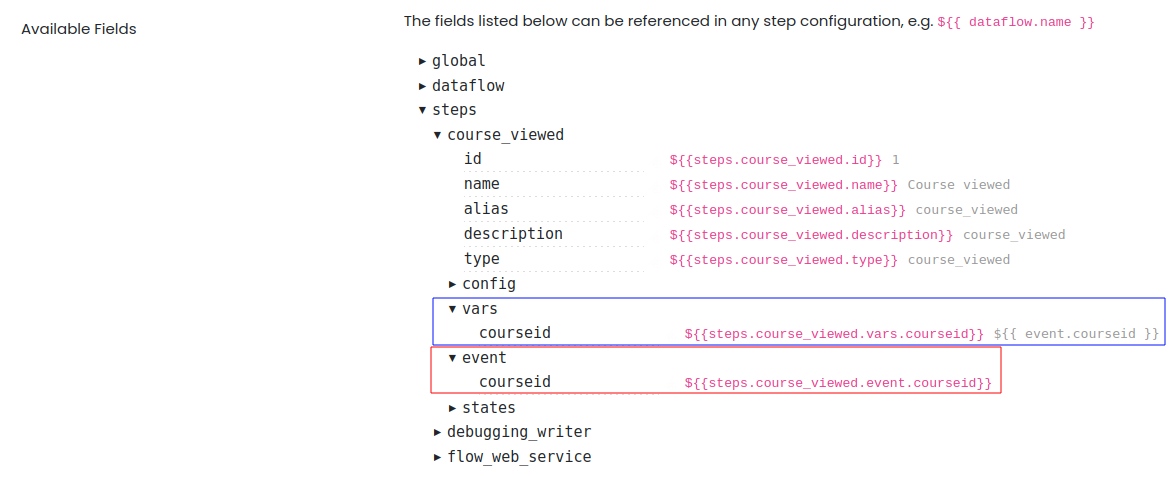 Available Fields
The fields listed below can be referenced in any step configuration, e.g. ${{ dataflow.name }}
▸ global
▸ dataflow
▾ steps
▾ course_viewed
id ${{steps.course_viewed.id}} 1
name ${{steps.course_viewed.name}} Course viewed
alias ${{steps.course_viewed.alias}} course_viewed
description ${{steps.course_viewed.description}} course_viewed
type ${{steps.course_viewed.type}} course_viewed
▸ config
▾ vars
courseid ${{steps.course_viewed.vars.courseid}} ${{ event.courseid }}
▾ event
courseid ${{steps.course_viewed.event.courseid}}
▸ states
▸ debugging_writer
▸ flow_web_service